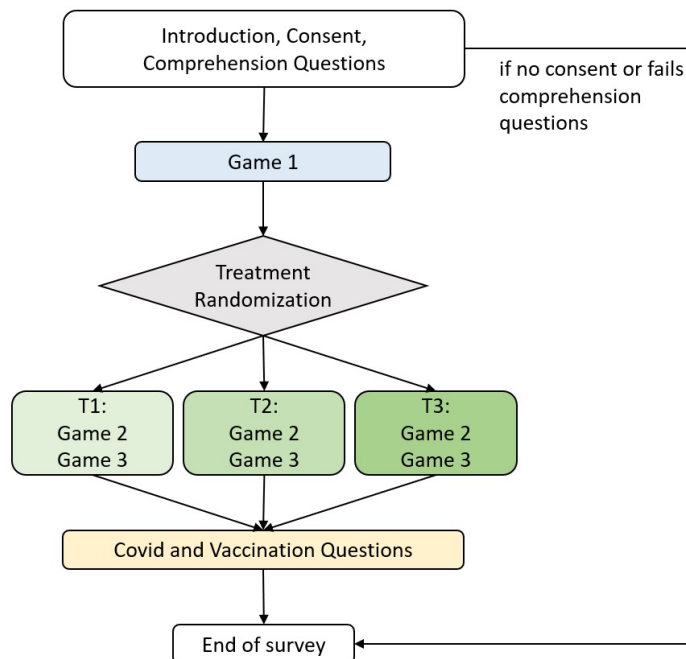 Introduction, Consent,
Comprehension Questions
if no consent or fails
comprehension
questions
Game 1
Treatment
Randomization
T1:
Game 2
Game 3
T2:
Game 2
Game 3
T3:
Game 2
Game 3
Covid and Vaccination Questions
End of survey